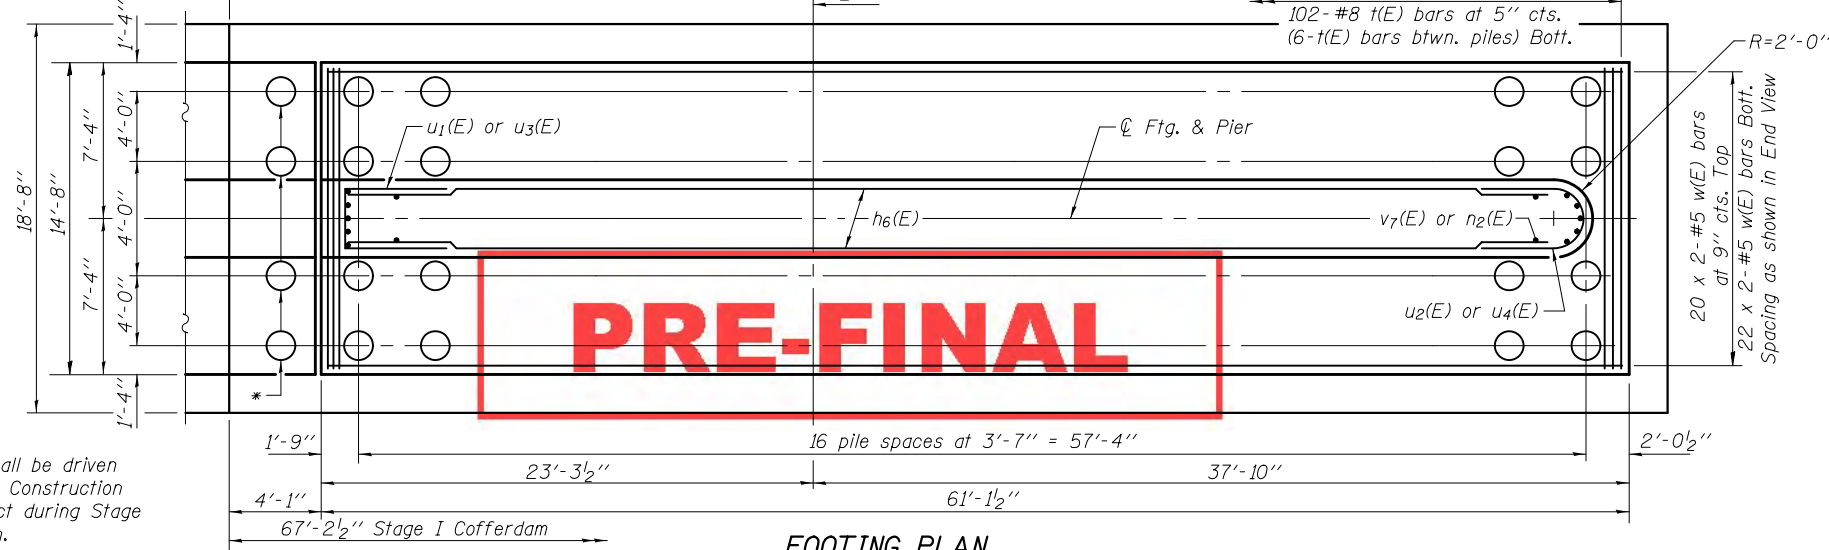 102-#8 t(E) bars at 5'' cts.
(6-t(E) bars btwn. piles) Bott.
R=2'-0''
1'-4''
18'-8''
14'-8''
7'-4''
7'-4''
4'-0''
4'-0''
4'-0''
1'-4''
u1(E) or u3(E)
℄ Ftg. & Pier
h6(E)
v7(E) or n2(E)
u2(E) or u4(E)
20 x 2-#5 w(E) bars
at 9'' cts. Top
22 x 2-#5 w(E) bars Bott.
Spacing as shown in End View
PRE-FINAL
*
1'-9''
16 pile spaces at 3'-7'' = 57'-4''
2'-0½''
23'-3½''
37'-10''
4'-1''
61'-1½''
67'-2½'' Stage I Cofferdam
all be driven
Construction
ct during Stage
FOOTING PLAN